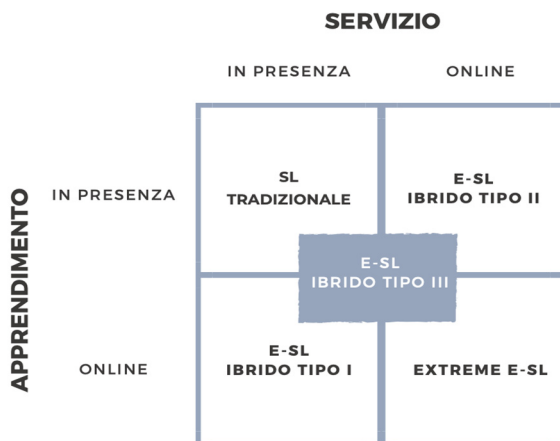 SERVIZIO
IN PRESENZA
ONLINE
APPRENDIMENTO
IN PRESENZA
SL
TRADIZIONALE
E-SL
IBRIDO TIPO II
E-SL
IBRIDO TIPO III
ONLINE
E-SL
IBRIDO TIPO I
EXTREME E-SL